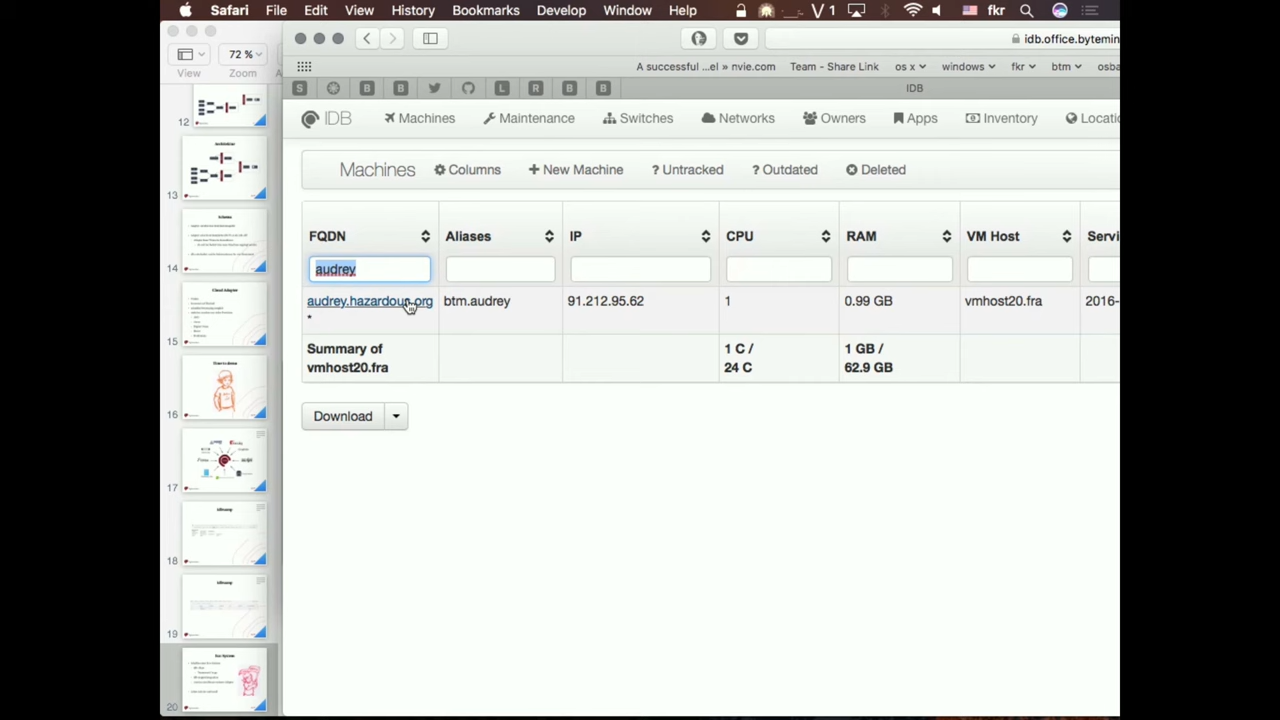 Safari File Edit View History Bookmarks Develop Window Help V 1 fkr
72 %
View Zoom
idb.office.bytemin
A successful ...el » nvie.com Team - Share Link os x windows fkr btm osba
S B B L R B B IDB
IDB Machines Maintenance Switches Networks Owners Apps Inventory Locatio
Machines Columns + New Machine ? Untracked ? Outdated Deleted
FQDN Aliases IP CPU RAM VM Host Servi
audrey
audrey.hazardous.org btm.audrey 91.212.95.62 1 0.99 GB vmhost20.fra 2016-
*
Summary of 1 C / 1 GB /
vmhost20.fra 24 C 62.9 GB
Download
12
13
14
15
16
17
18
19
20